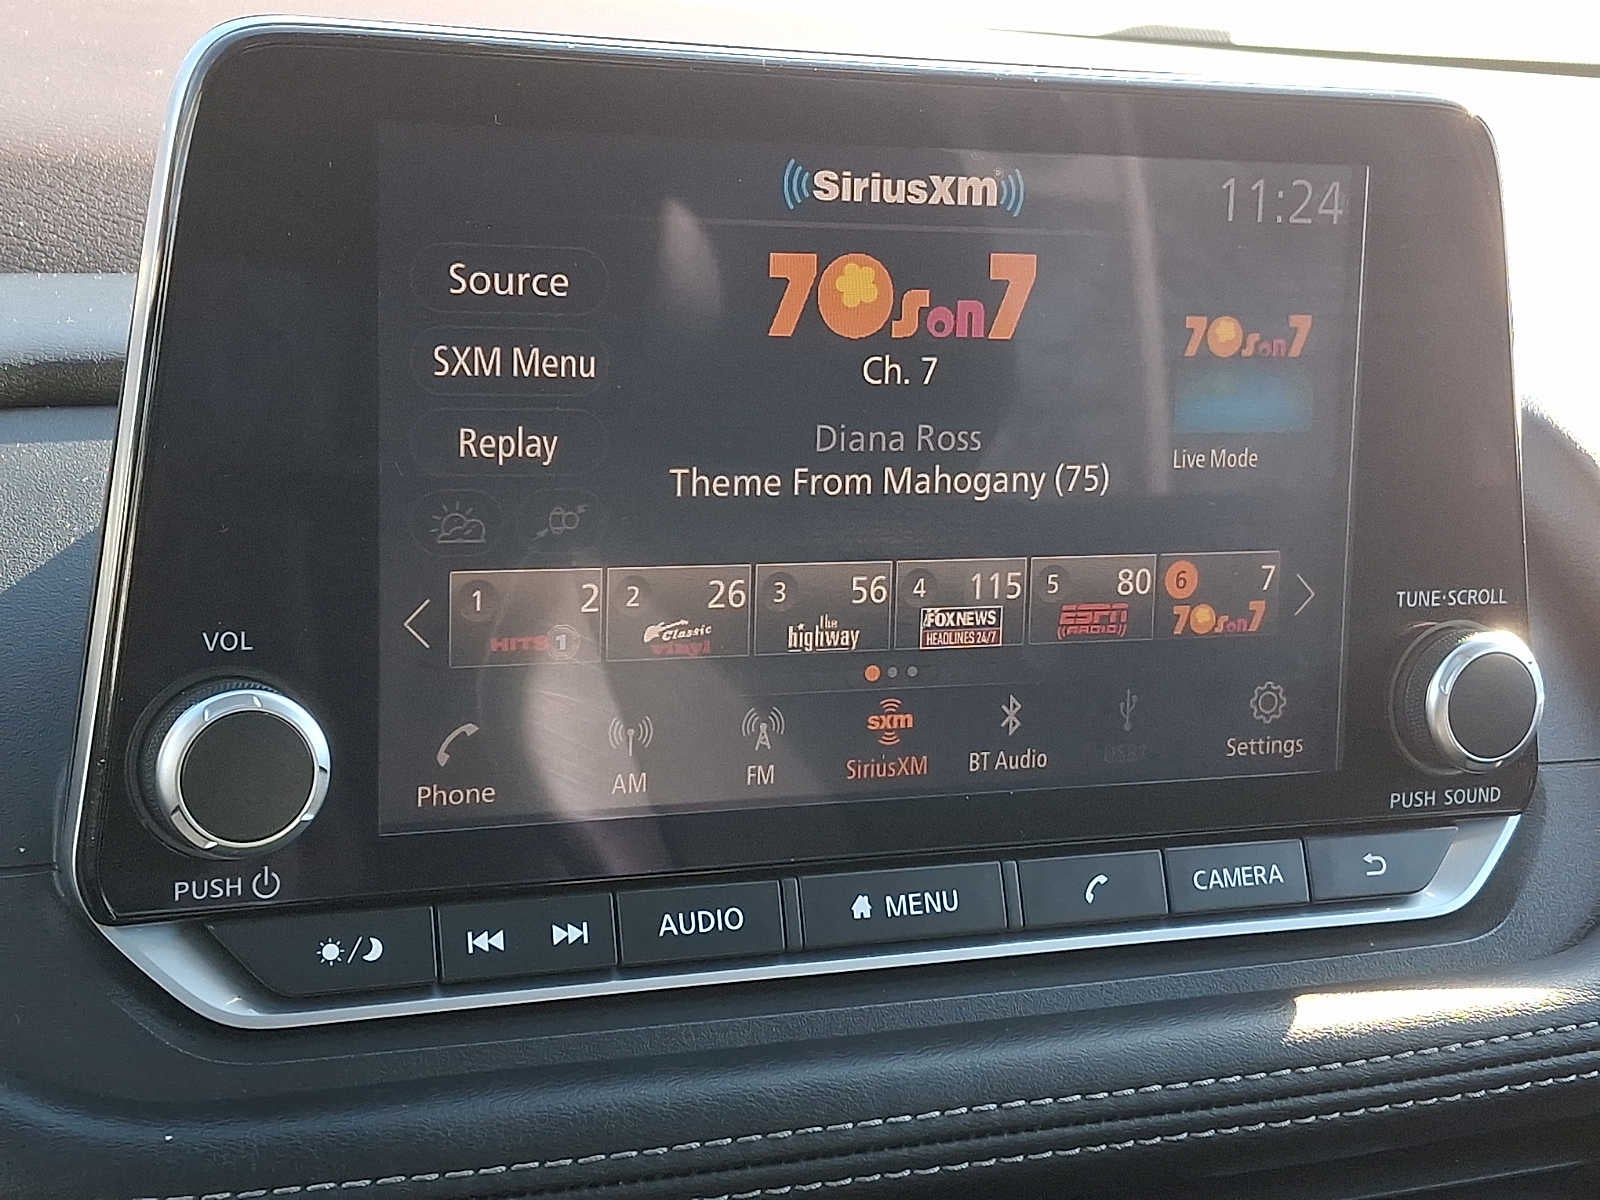 SiriusXM
11:24
Source
70s on 7
SXM Menu
70s on 7
Ch. 7
Replay
Diana Ross
Theme From Mahogany (75)
Live Mode
1 2
HITS 1
2 26
Classic
vinyl
3 56
the
highway
4 115
FOX NEWS
HEADLINES 24/7
5 80
ESPN
RADIO
6 7
70s on 7
Phone
AM
FM
sxm
SiriusXM
BT Audio
Settings
VOL
PUSH
TUNE·SCROLL
PUSH SOUND
AUDIO
MENU
CAMERA